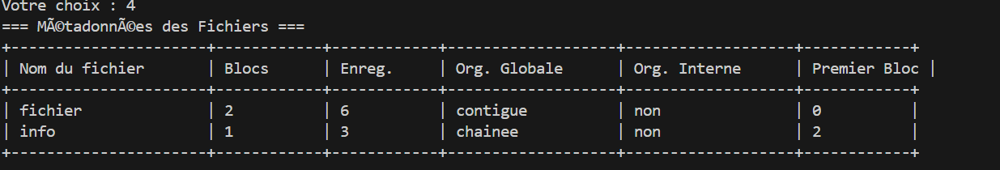 Votre choix : 4
=== MÃ©tadonnÃ©es des Fichiers ===
+----------------------+------------+------------+------------------+------------------+------------+
| Nom du fichier       | Blocs      | Enreg.     | Org. Globale     | Org. Interne     | Premier Bloc |
+----------------------+------------+------------+------------------+------------------+------------+
| fichier              | 2          | 6          | contigue         | non              | 0          |
| info                 | 1          | 3          | chainee          | non              | 2          |
+----------------------+------------+------------+------------------+------------------+------------+